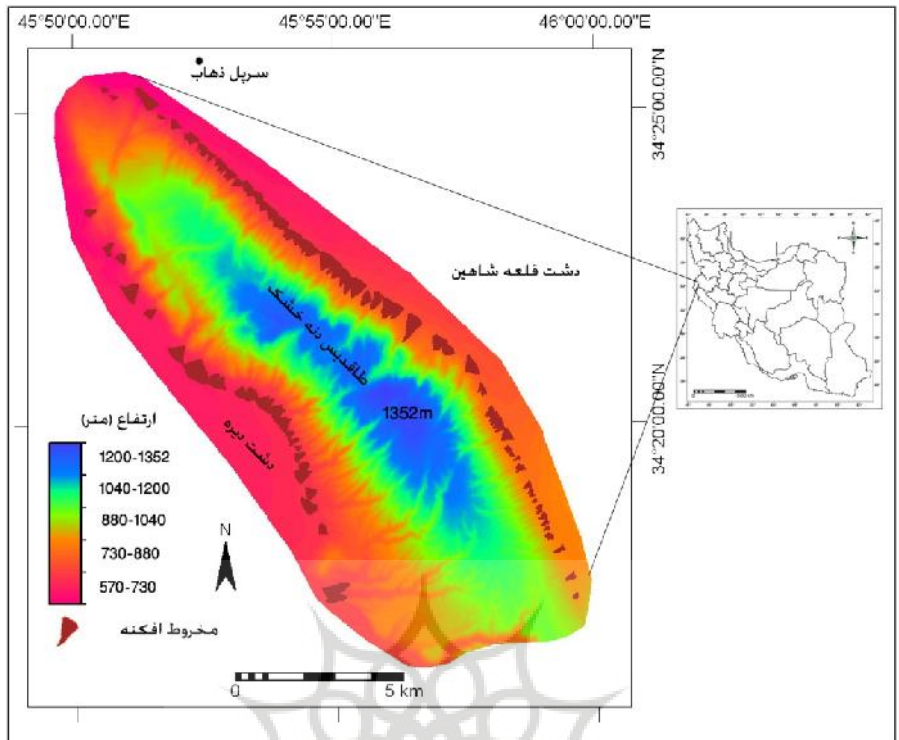 45°50'00.00"E
45°55'00.00"E
46°00'00.00"E
سرپل ذهاب
34°25'00.00"N
دشت قلعه شاهین
طاقدیس دنه خشک
1352m
34°20'00.00"N
دشت دیره
ارتفاع (متر)
1200-1352
1040-1200
880-1040
730-880
570-730
N
مخروط افکنه
0 5 km